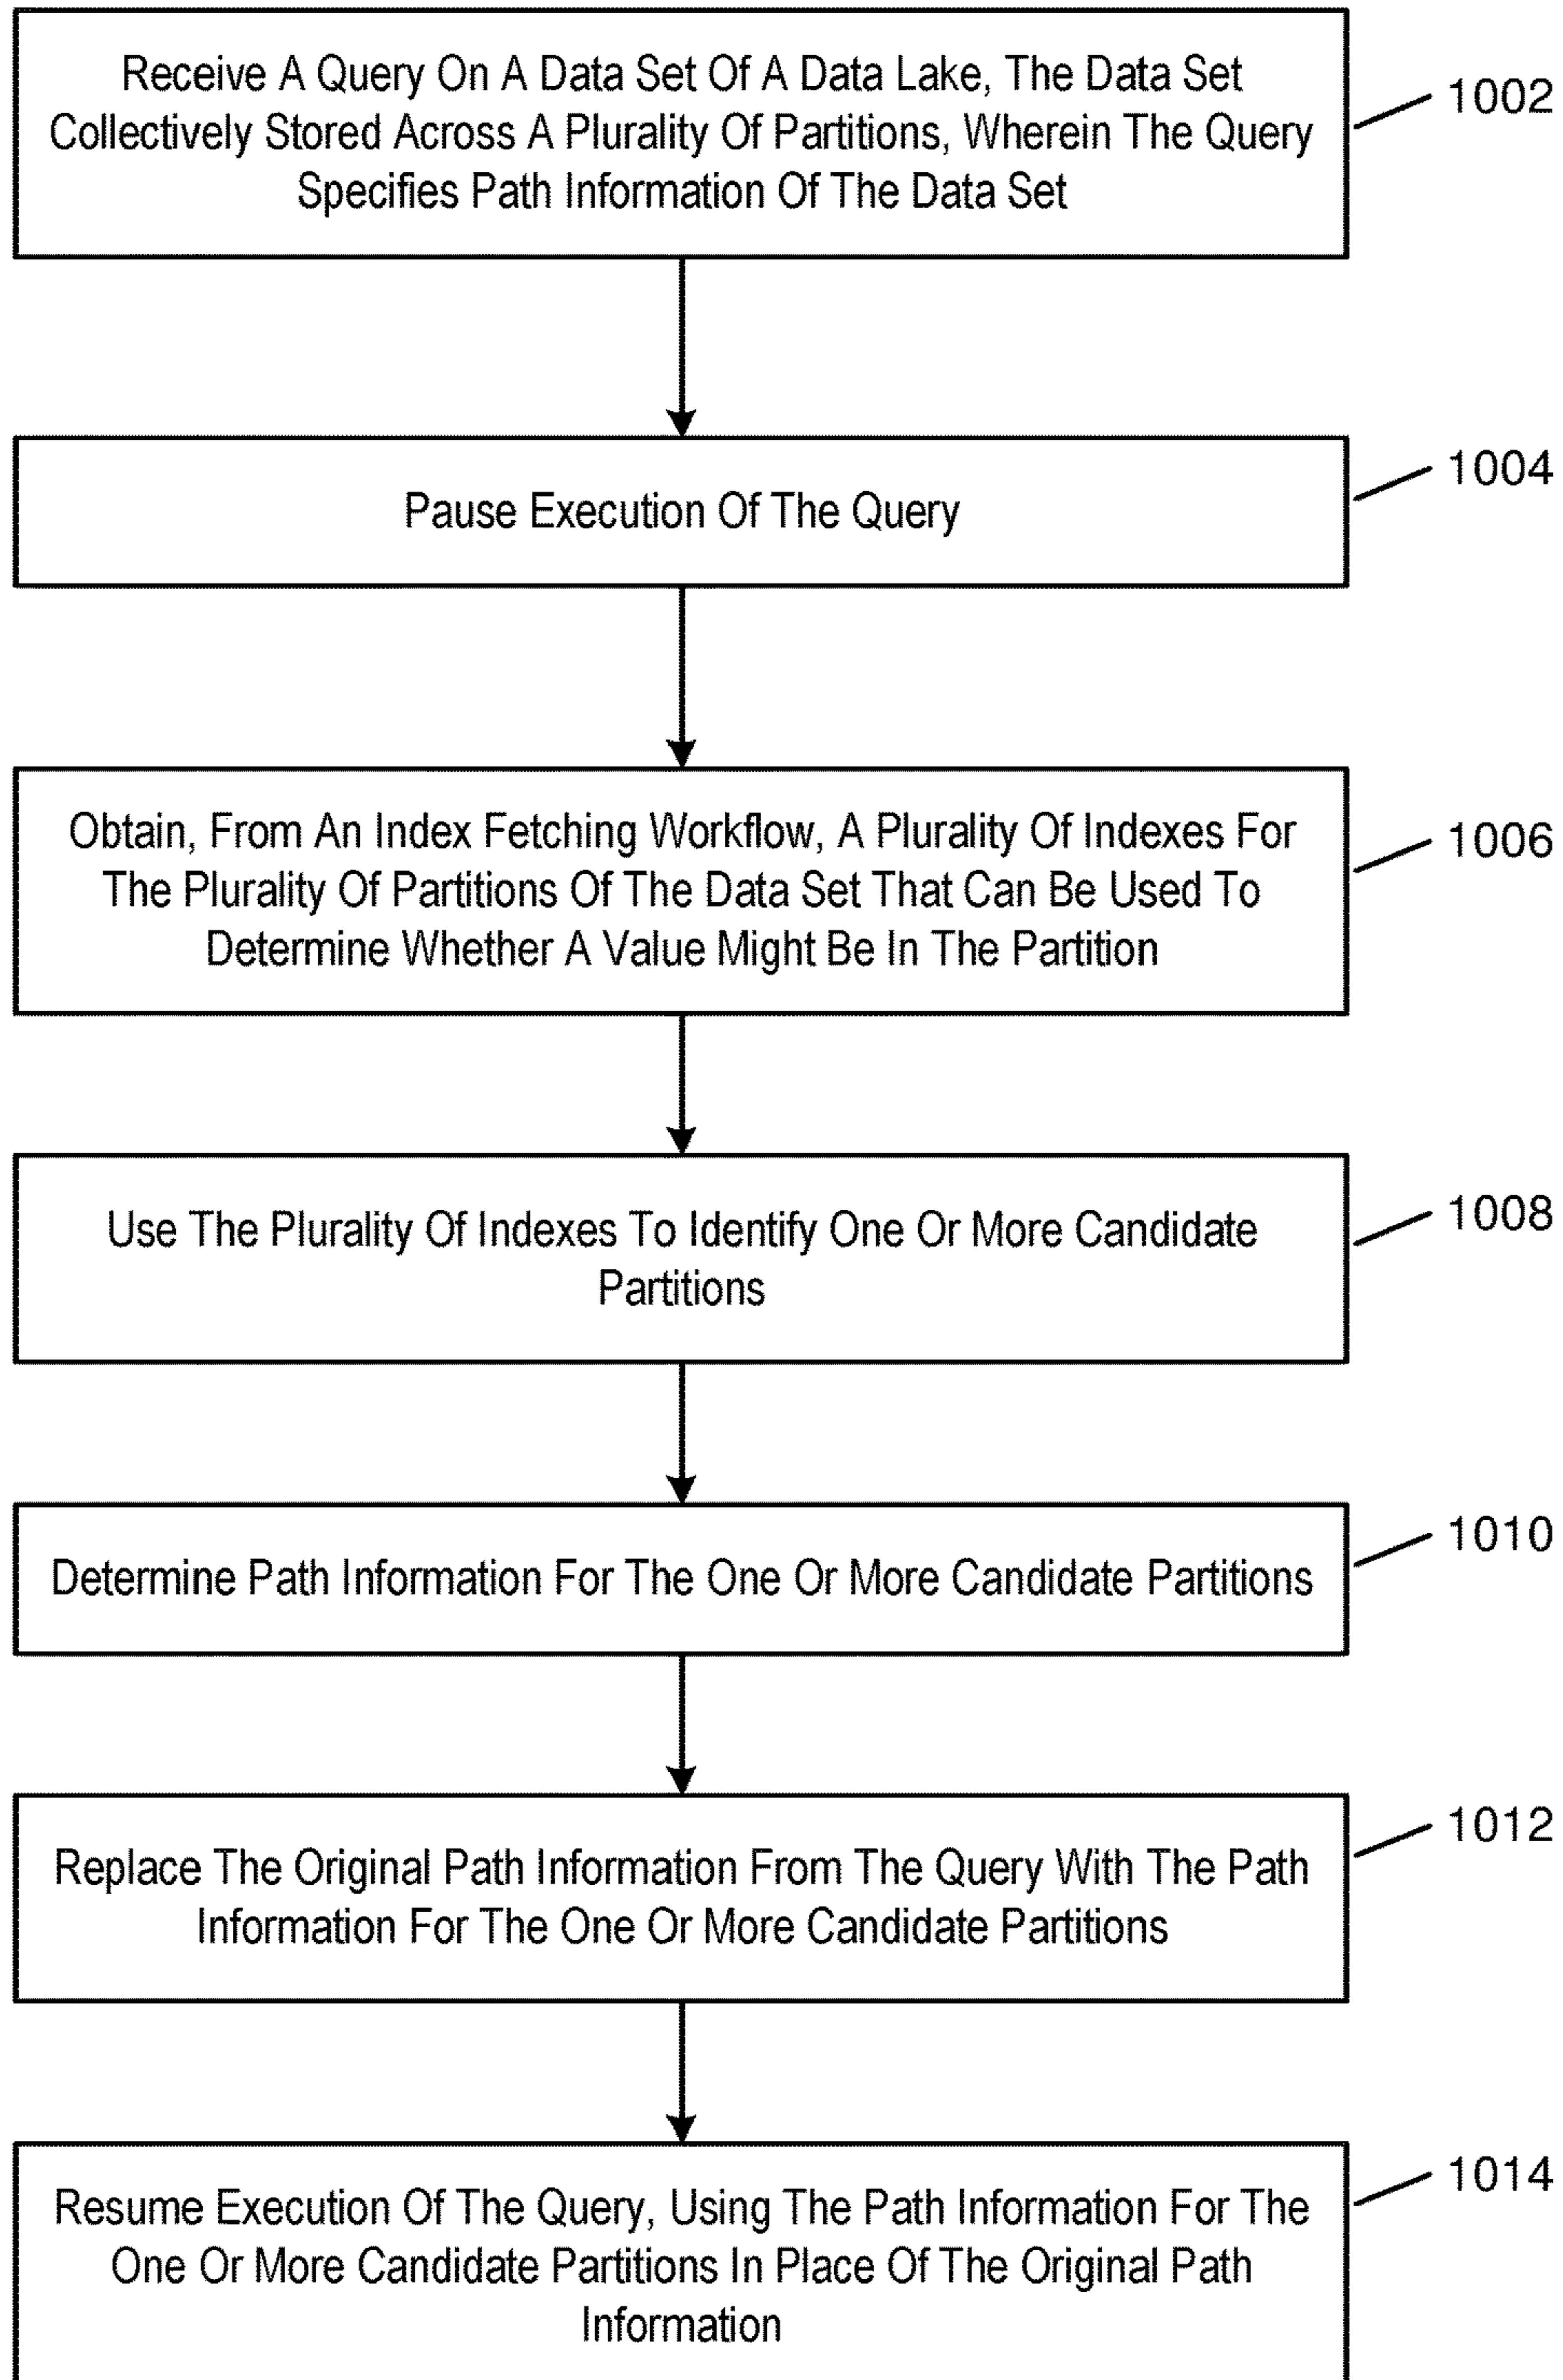 Receive A Query On A Data Set Of A Data Lake, The Data Set
Collectively Stored Across A Plurality Of Partitions, Wherein The Query
Specifies Path Information Of The Data Set
1002
Pause Execution Of The Query
1004
Obtain, From An Index Fetching Workflow, A Plurality Of Indexes For
The Plurality Of Partitions Of The Data Set That Can Be Used To
Determine Whether A Value Might Be In The Partition
1006
Use The Plurality Of Indexes To Identify One Or More Candidate
Partitions
1008
Determine Path Information For The One Or More Candidate Partitions
1010
Replace The Original Path Information From The Query With The Path
Information For The One Or More Candidate Partitions
1012
Resume Execution Of The Query, Using The Path Information For The
One Or More Candidate Partitions In Place Of The Original Path
Information
1014